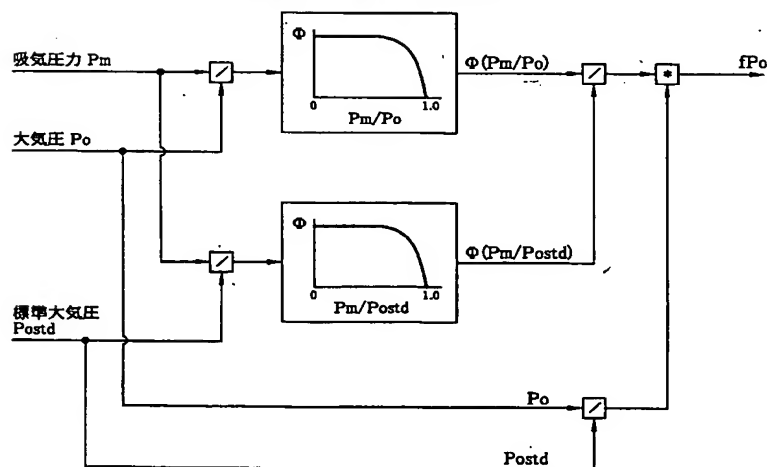 吸気圧力 Pm
Φ
0
1.0
Pm/Po
Φ(Pm/Po)
*
fPo
大気圧 Po
Φ
0
1.0
Pm/Postd
Φ(Pm/Postd)
標準大気圧
Postd
Po
Postd